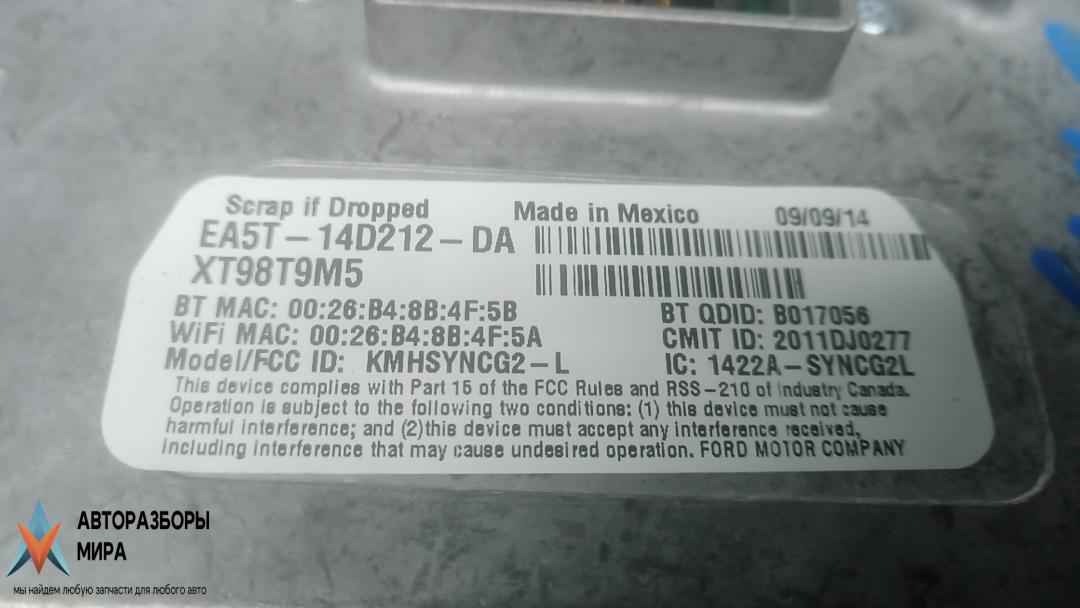 Scrap if Dropped Made in Mexico 09/09/14
EA5T-14D212-DA
XT98T9M5
BT MAC: 00:26:B4:8B:4F:5B BT QDID: B017056
WiFi MAC: 00:26:B4:8B:4F:5A CMIT ID: 2011DJ0277
Model/FCC ID: KMHSYNCG2-L IC: 1422A-SYNCG2L
This device complies with Part 15 of the FCC Rules and RSS-210 of Industry Canada.
Operation is subject to the following two conditions: (1) this device must not cause
harmful interference; and (2)this device must accept any interference received,
including interference that may cause undesired operation. FORD MOTOR COMPANY
АВТОРАЗБОРЫ
МИРА
мы найдем любую запчасти для любого авто